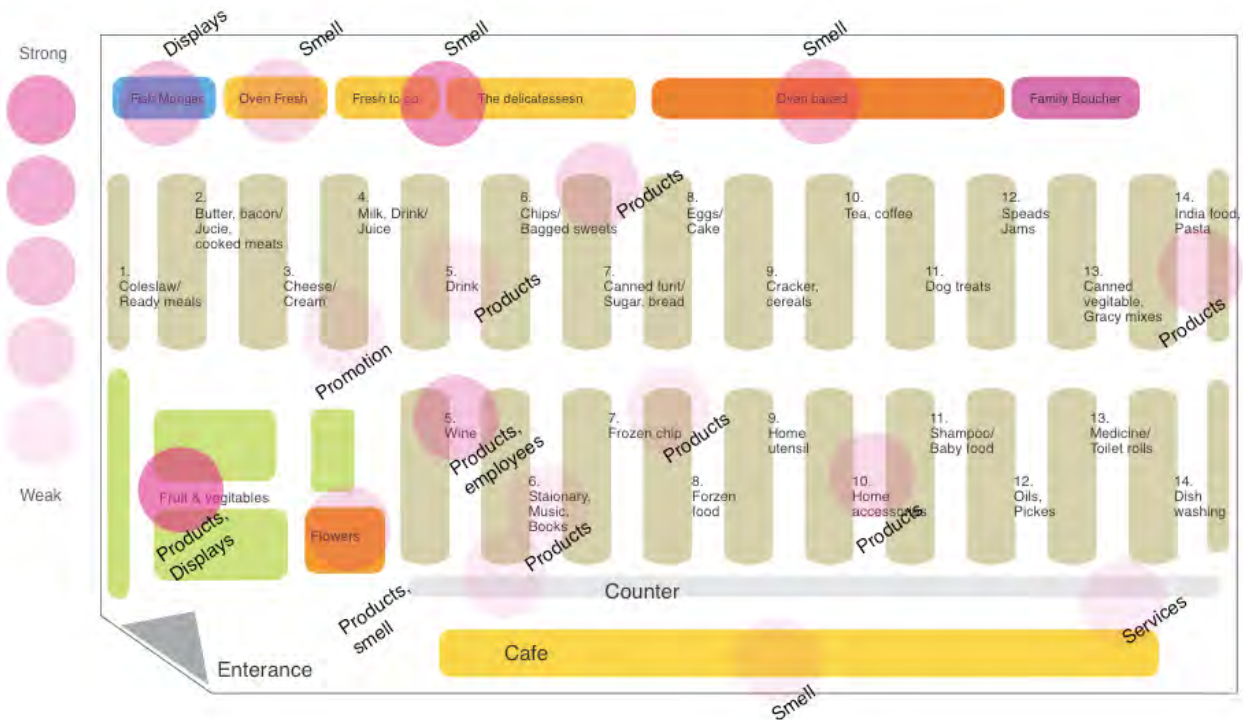 Displays
Smell
Smell
Smell
Strong
Fish Monger
Oven Fresh
Fresh to go
The delicatessesn
Oven baked
Family Boucher
Products
2.
Butter, bacon/
Jucie,
cooked meats
4.
Milk, Drink/
Juice
6.
Chips/
Bagged sweets
8.
Eggs/
Cake
10.
Tea, coffee
12.
Speads
Jams
14.
India food,
Pasta
1.
Coleslaw/
Ready meals
3.
Cheese/
Cream
5.
Drink
7.
Canned furit/
Sugar, bread
9.
Cracker,
cereals
11.
Dog treats
13.
Canned
vegitable,
Gracy mixes
Products
Products
Promotion
5.
Wine
7.
Frozen chip
9.
Home
utensil
11.
Shampoo/
Baby food
13.
Medicine/
Toilet roils
Products,
employees
Products
Weak
Fruit & vegitables
6.
Staionary,
Music,
Books
8.
Forzen
food
10.
Home
accessories
12.
Oils,
Pickes
14.
Dish
washing
Products,
Displays
Flowers
Products
Products
Products,
smell
Counter
Services
Enterance
Cafe
Smell